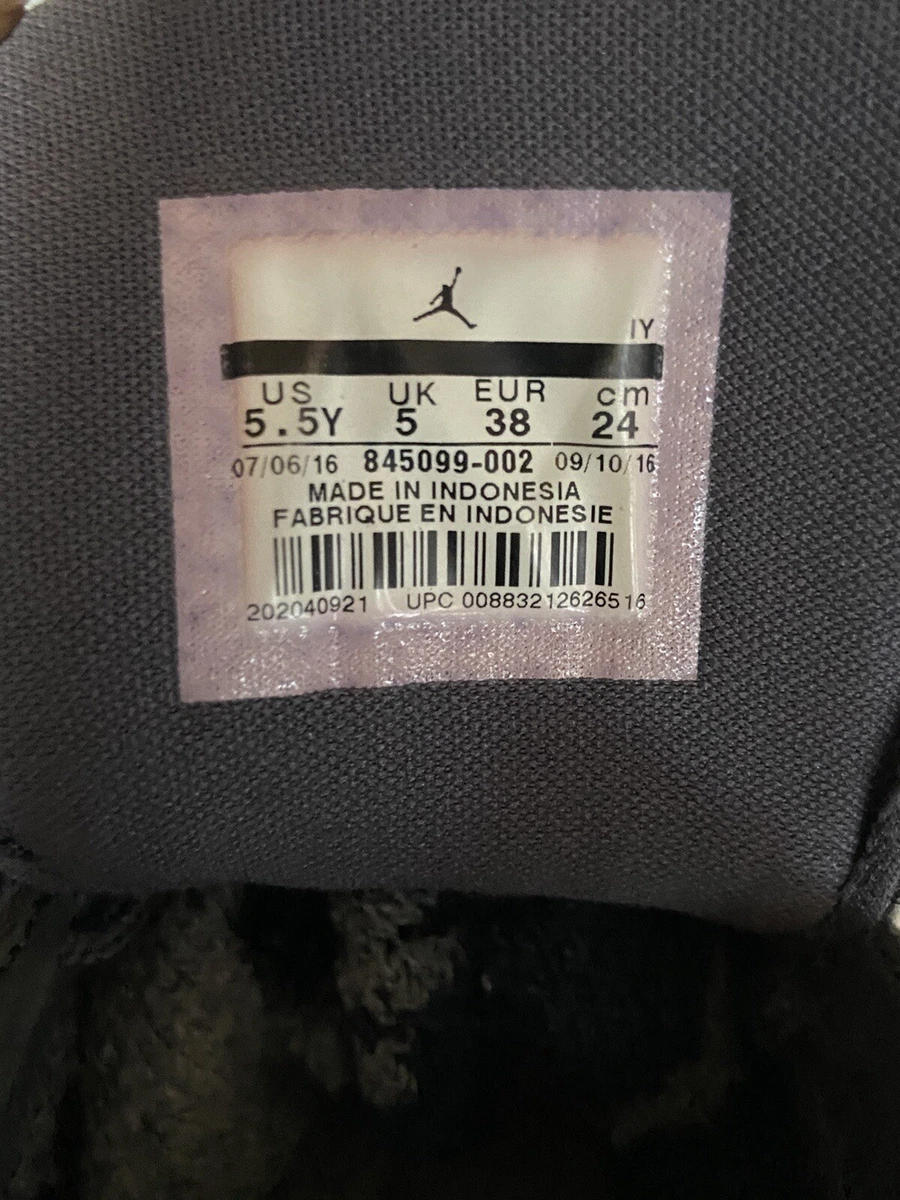 IY
US UK EUR cm
5.5Y 5 38 24
07/06/16 845099-002 09/10/16
MADE IN INDONESIA
FABRIQUE EN INDONESIE
202040921 UPC 00883212626516